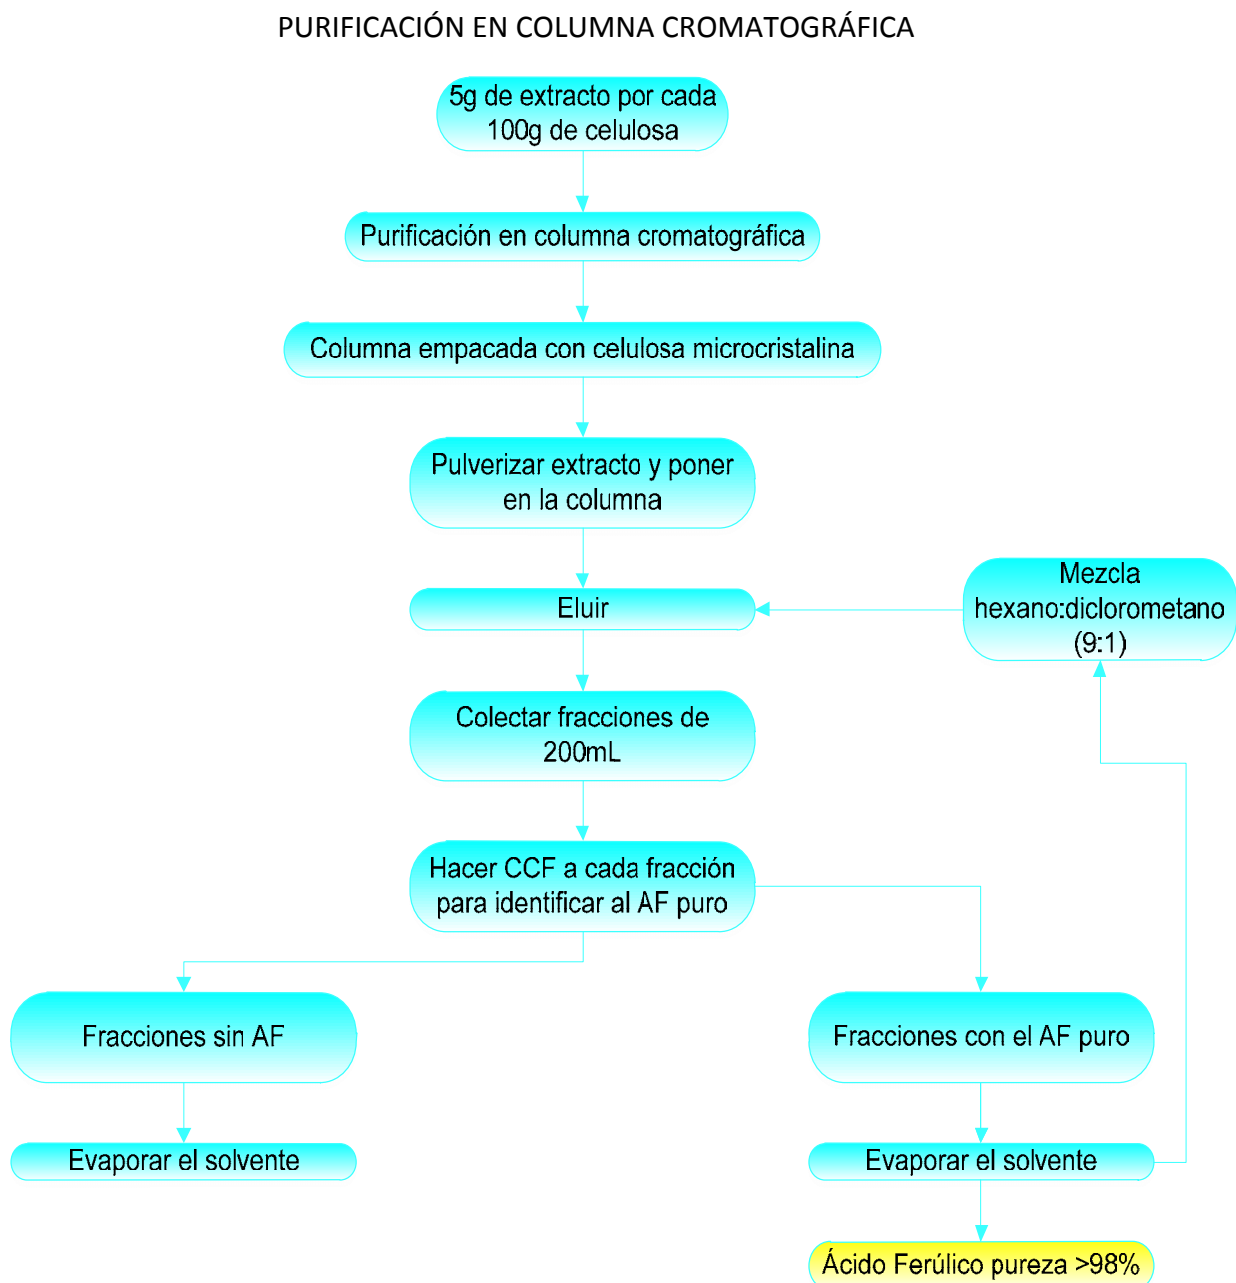 PURIFICACIÓN EN COLUMNA CROMATOGRÁFICA
5g de extracto por cada
100g de celulosa
Purificación en columna cromatográfica
Columna empacada con celulosa microcristalina
Pulverizar extracto y poner
en la columna
Eluir
Mezcla
hexano:diclorometano
(9:1)
Colectar fracciones de
200mL
Hacer CCF a cada fracción
para identificar al AF puro
Fracciones sin AF
Fracciones con el AF puro
Evaporar el solvente
Evaporar el solvente
Ácido Ferúlico pureza >98%